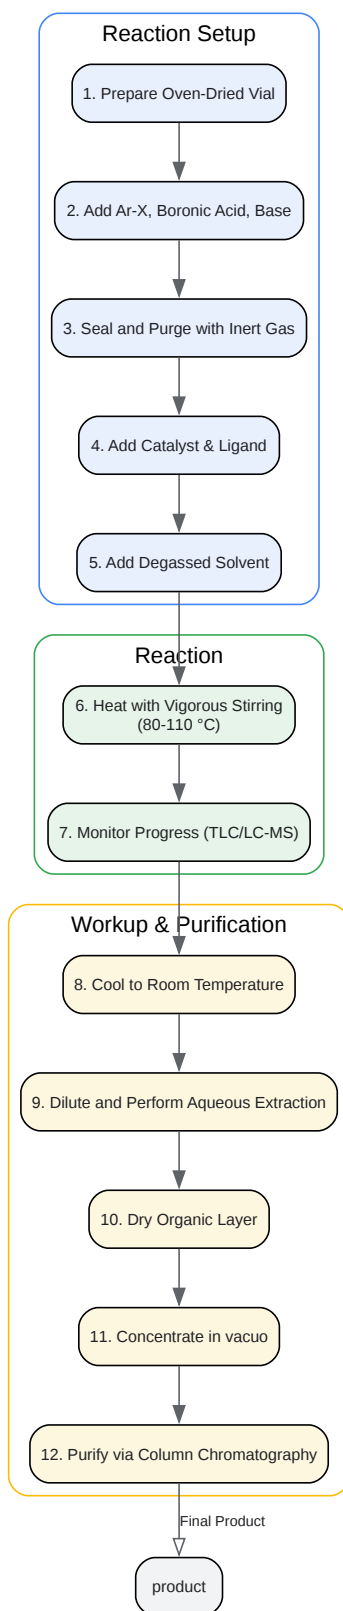 Reaction Setup
1. Prepare Oven-Dried Vial
2. Add Ar-X, Boronic Acid, Base
3. Seal and Purge with Inert Gas
4. Add Catalyst & Ligand
5. Add Degassed Solvent
Reaction
6. Heat with Vigorous Stirring
(80-110 °C)
7. Monitor Progress (TLC/LC-MS)
Workup & Purification
8. Cool to Room Temperature
9. Dilute and Perform Aqueous Extraction
10. Dry Organic Layer
11. Concentrate in vacuo
12. Purify via Column Chromatography
Final Product
product